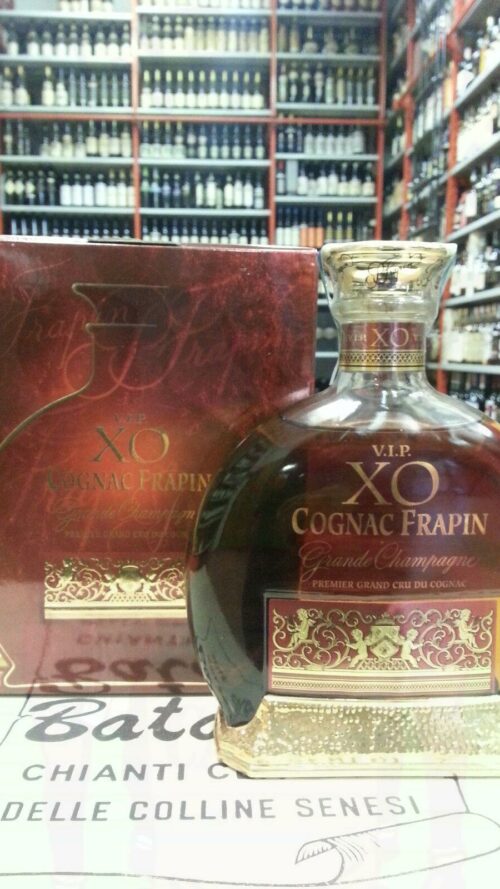 Frapin
V.I.P.
XO
COGNAC FRAPIN
Grande Champagne
PREMIER GRAND CRU DU COGNAC
V.I.P. XO
V.I.P.
XO
COGNAC FRAPIN
Grande Champagne
PREMIER GRAND CRU DU COGNAC
CHIANTI
CHIANTI
DELLE COLLINE SENESI